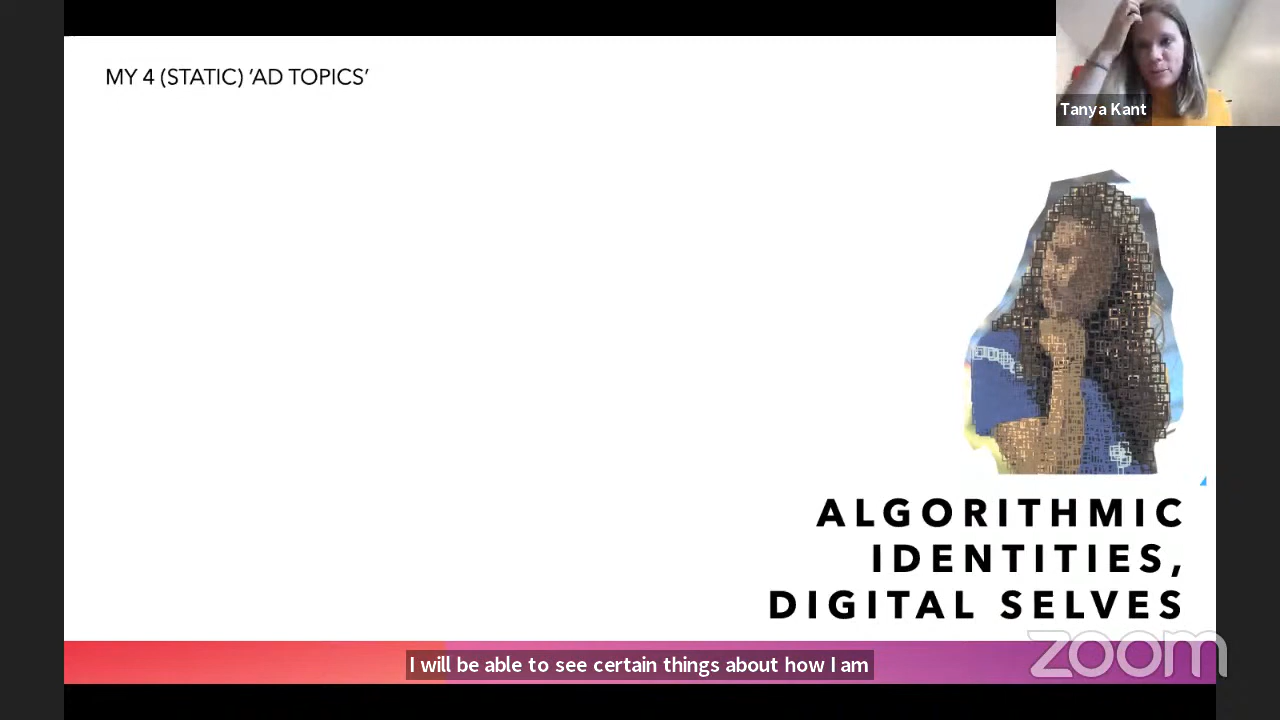 MY 4 (STATIC) 'AD TOPICS'
Tanya Kant
ALGORITHMIC
IDENTITIES,
DIGITAL SELVES
I will be able to see certain things about how I am
zoom